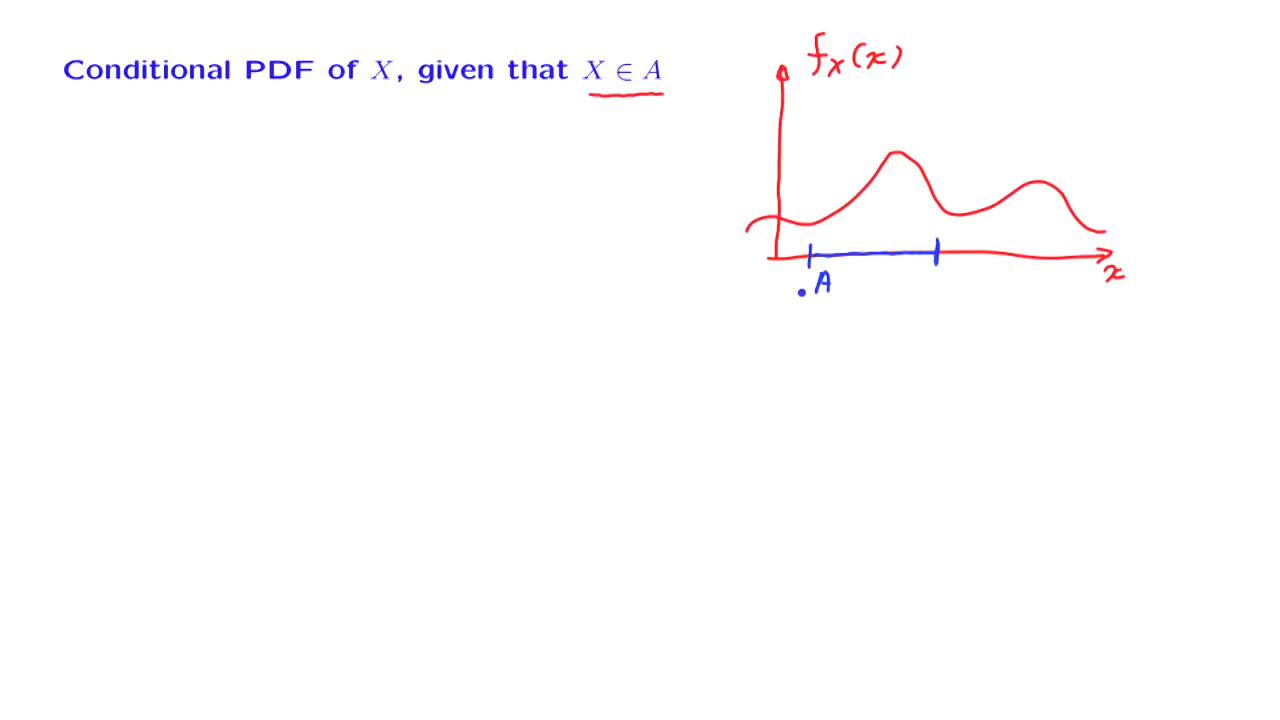 Conditional PDF of X, given that X ∈ A
f_X(x)
x
A